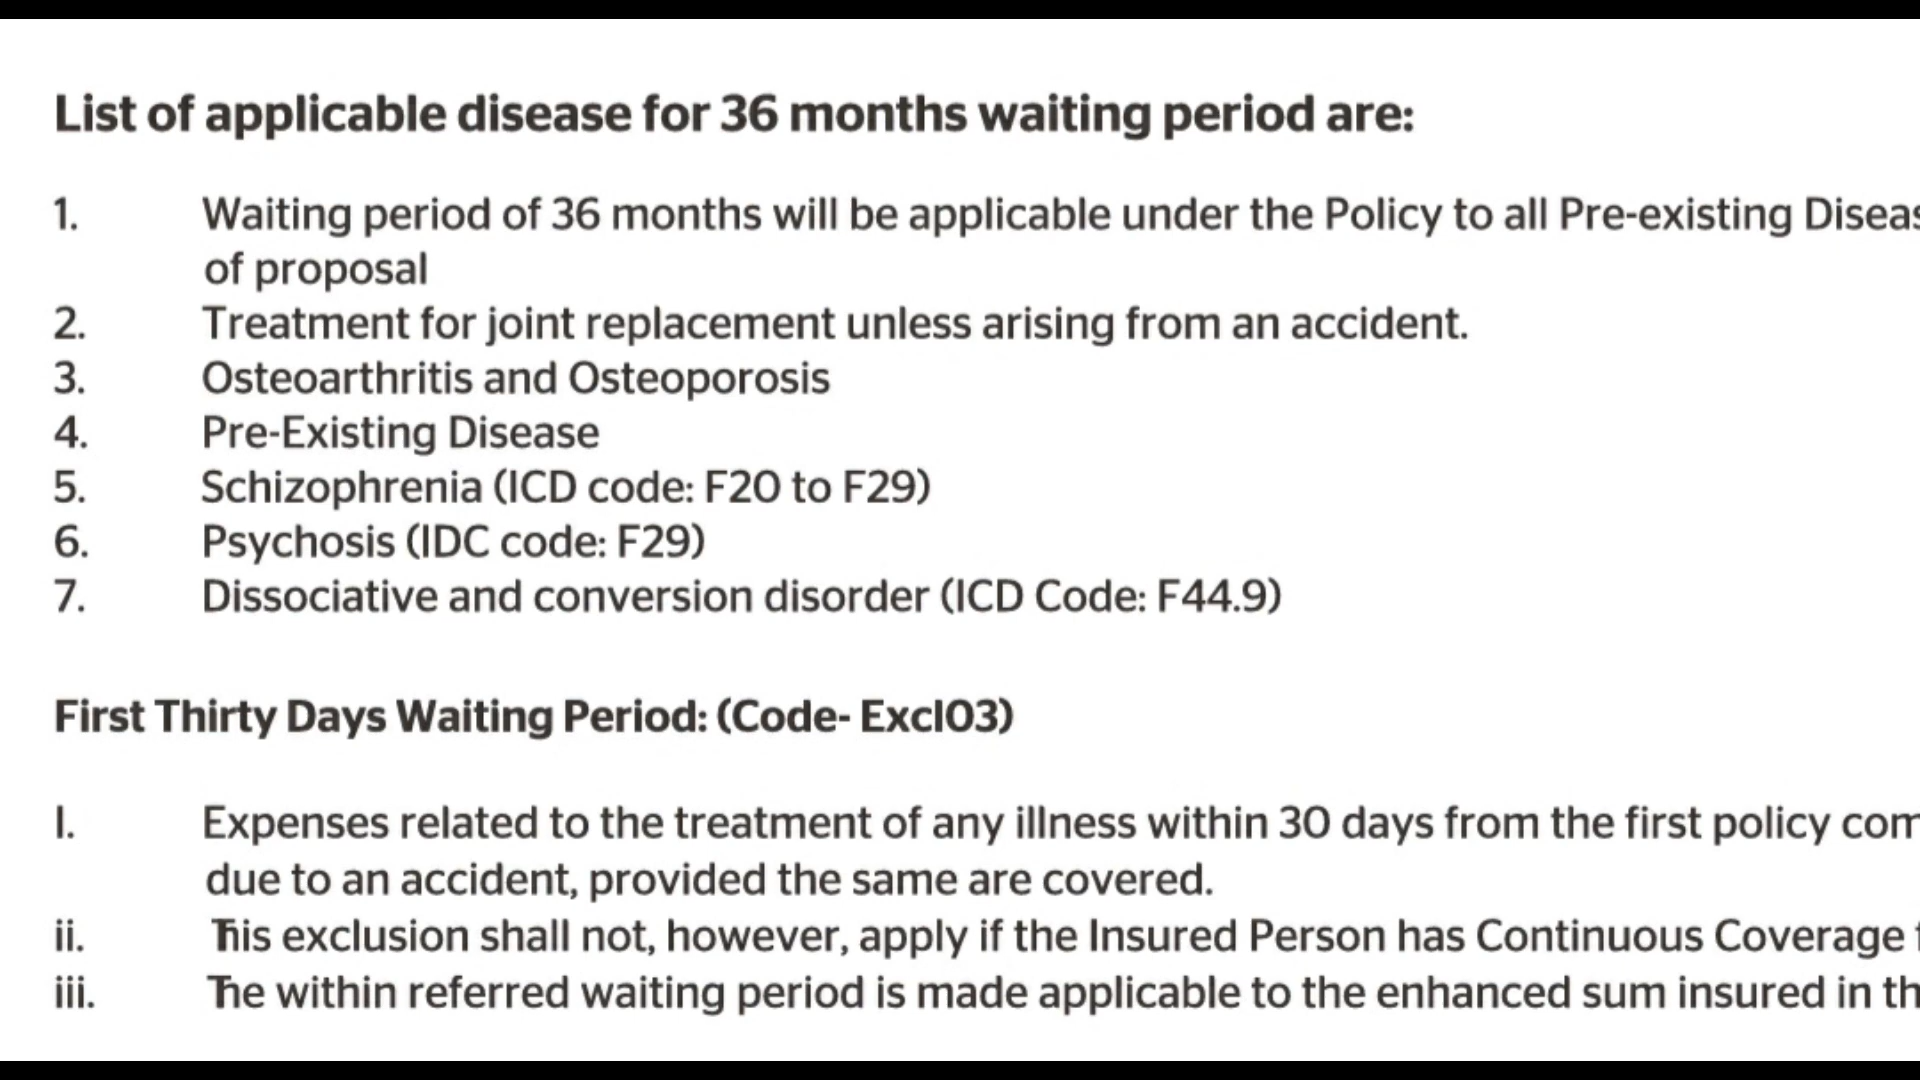 List of applicable disease for 36 months waiting period are:
1. Waiting period of 36 months will be applicable under the Policy to all Pre-existing
of proposal
2. Treatment for joint replacement unless arising from an accident.
3. Osteoarthritis and Osteoporosis
4. Pre-Existing Disease
5. Schizophrenia (ICD code: F20 to F29)
6. Psychosis (IDC code: F29)
7. Dissociative and conversion disorder (ICD Code: F44.9)
First Thirty Days Waiting Period: (Code- Excl03)
I. Expenses related to the treatment of any illness within 30 days from the first policy
due to an accident, provided the same are covered.
ii. This exclusion shall not, however, apply if the Insured Person has Continuous Coverage
iii. The within referred waiting period is made applicable to the enhanced sum insured in